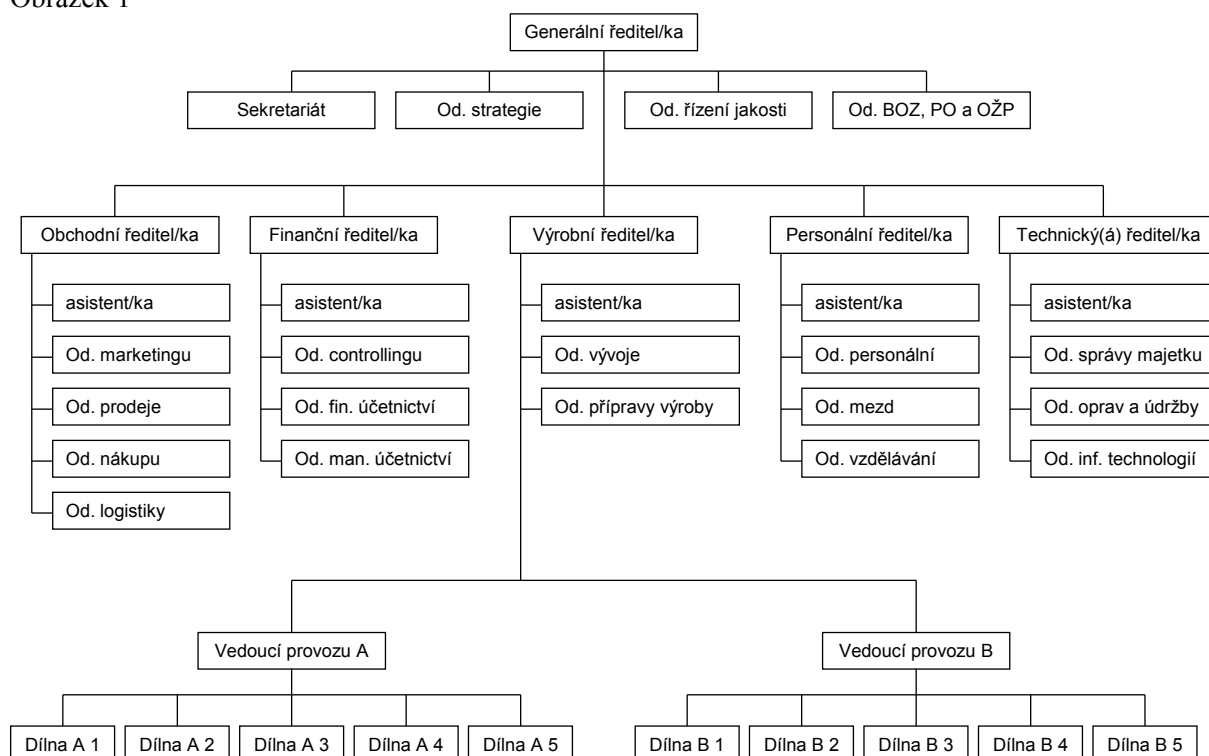 Obrázek 1
Generální ředitel/ka
Sekretariát
Od. strategie
Od. řízení jakosti
Od. BOZ, PO a OŽP
Obchodní ředitel/ka
Finanční ředitel/ka
Výrobní ředitel/ka
Personální ředitel/ka
Technický(á) ředitel/ka
asistent/ka
Od. marketingu
Od. prodeje
Od. nákupu
Od. logistiky
asistent/ka
Od. controllingu
Od. fin. účetnictví
Od. man. účetnictví
asistent/ka
Od. vývoje
Od. přípravy výroby
asistent/ka
Od. personální
Od. mezd
Od. vzdělávání
asistent/ka
Od. správy majetku
Od. oprav a údržby
Od. inf. technologií
Vedoucí provozu A
Vedoucí provozu B
Dílna A 1
Dílna A 2
Dílna A 3
Dílna A 4
Dílna A 5
Dílna B 1
Dílna B 2
Dílna B 3
Dílna B 4
Dílna B 5